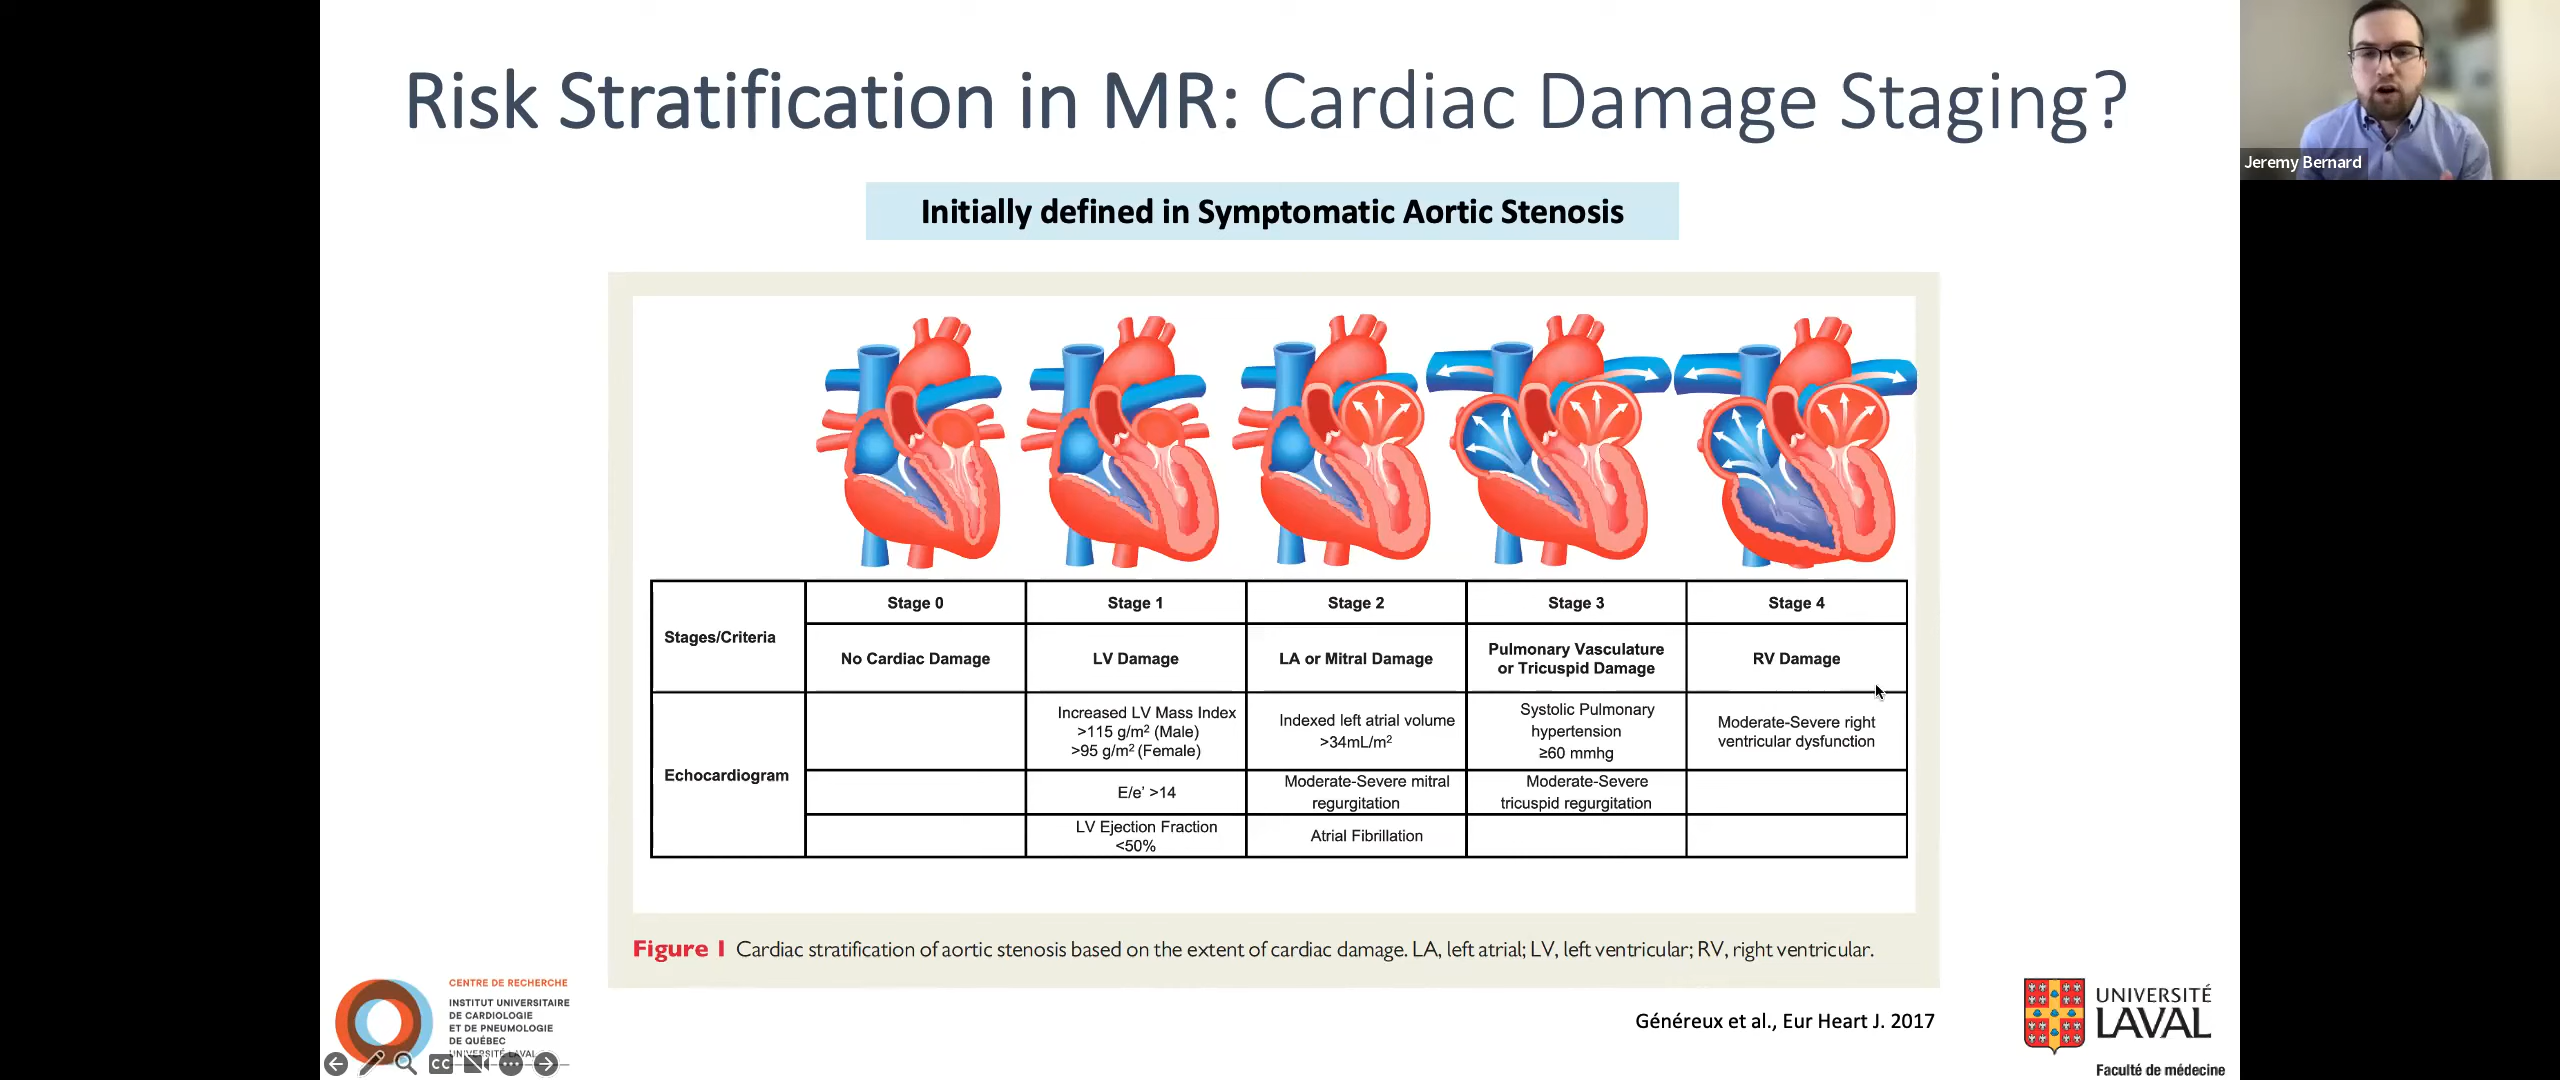 Risk Stratification in MR: Cardiac Damage Staging?
Jeremy Bernard
Initially defined in Symptomatic Aortic Stenosis
Stages/Criteria
Stage 0
Stage 1
Stage 2
Stage 3
Stage 4
No Cardiac Damage
LV Damage
LA or Mitral Damage
Pulmonary Vasculature
or Tricuspid Damage
RV Damage
Echocardiogram
Increased LV Mass Index
>115 g/m² (Male)
>95 g/m² (Female)
Indexed left atrial volume
>34mL/m²
Systolic Pulmonary
hypertension
≥60 mmhg
Moderate-Severe right
ventricular dysfunction
E/e’ >14
Moderate-Severe mitral
regurgitation
Moderate-Severe
tricuspid regurgitation
LV Ejection Fraction
<50%
Atrial Fibrillation
Figure 1 Cardiac stratification of aortic stenosis based on the extent of cardiac damage. LA, left atrial; LV, left ventricular; RV, right ventricular.
CENTRE DE RECHERCHE
INSTITUT UNIVERSITAIRE
DE CARDIOLOGIE
ET DE PNEUMOLOGIE
DE QUÉBEC
UNIVERSITÉ LAVAL
CC
Généreux et al., Eur Heart J. 2017
UNIVERSITÉ
LAVAL
Faculté de médecine